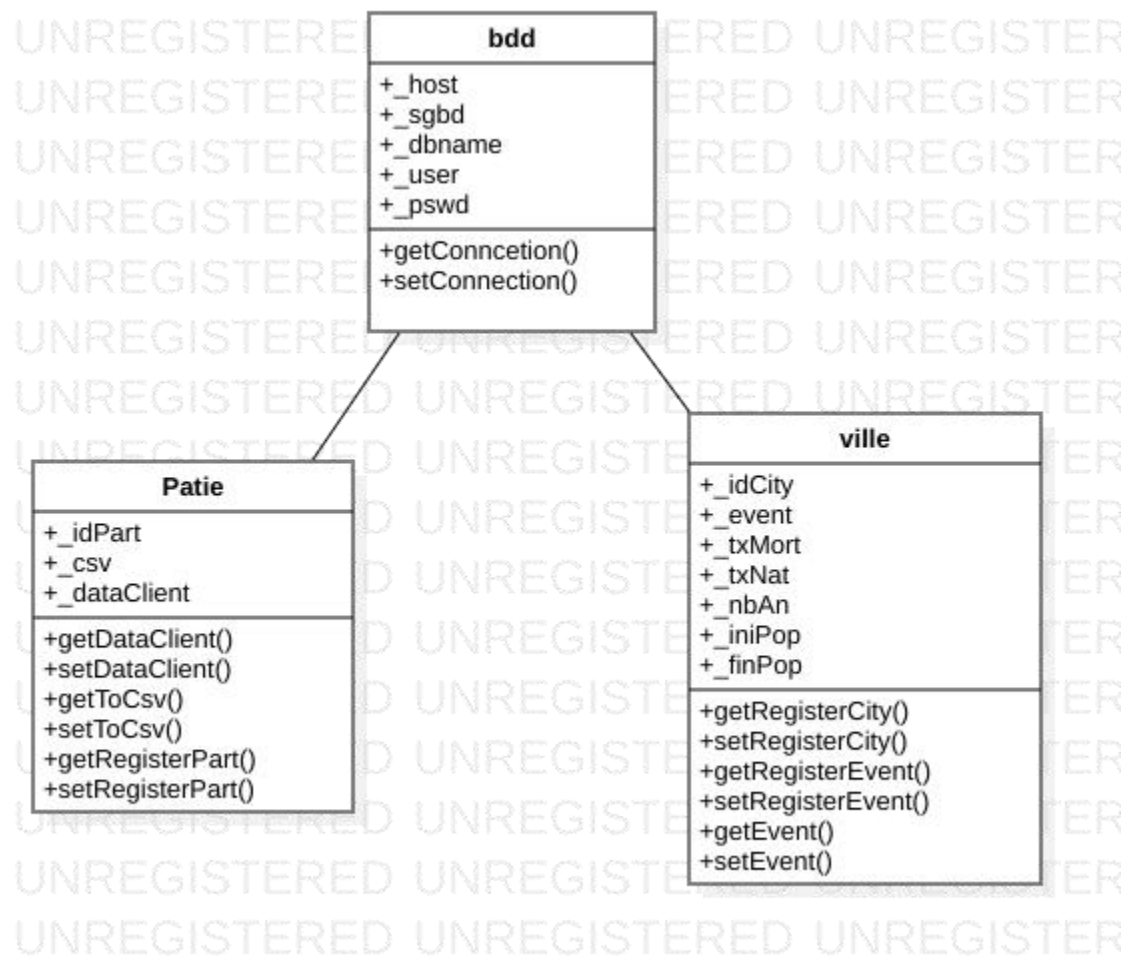 bdd
+_host
+_sgbd
+_dbname
+_user
+_pswd
+getConncetion()
+setConnection()
Patie
+_idPart
+_csv
+_dataClient
+getDataClient()
+setDataClient()
+getToCsv()
+setToCsv()
+getRegisterPart()
+setRegisterPart()
ville
+_idCity
+_event
+_txMort
+_txNat
+_nbAn
+_iniPop
+_finPop
+getRegisterCity()
+setRegisterCity()
+getRegisterEvent()
+setRegisterEvent()
+getEvent()
+setEvent()
UNREGISTERED